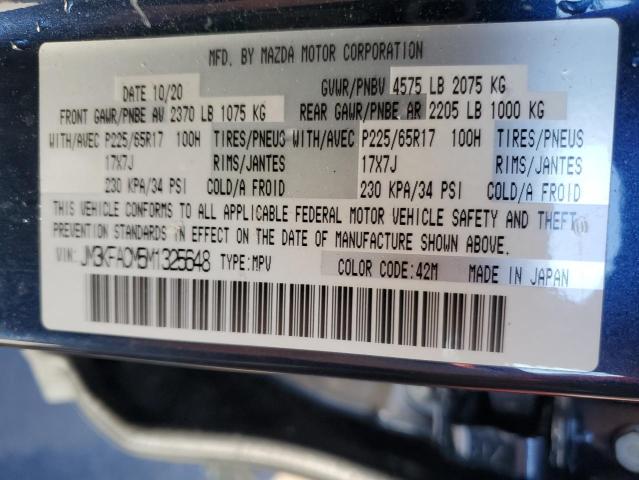 MFD. BY MAZDA MOTOR CORPORATION
DATE 10/20 GVWR/PNBV 4575 LB 2075 KG
FRONT GAWR/PNBE AV 2370 LB 1075 KG REAR GAWR/PNBE AR 2205 LB 1000 KG
WITH/AVEC P225/65R17 100H TIRES/PNEUS WITH/AVEC P225/65R17 100H TIRES/PNEUS
17X7J RIMS/JANTES 17X7J RIMS/JANTES
230 KPA/34 PSI COLD/A FROID 230 KPA/34 PSI COLD/A FROID
THIS VEHICLE CONFORMS TO ALL APPLICABLE FEDERAL MOTOR VEHICLE SAFETY AND THEFT
PREVENTION STANDARDS IN EFFECT ON THE DATE OF MANUFACTURE SHOWN ABOVE.
VIN: JM3KFACM5M1325648 TYPE:MPV COLOR CODE:42M MADE IN JAPAN